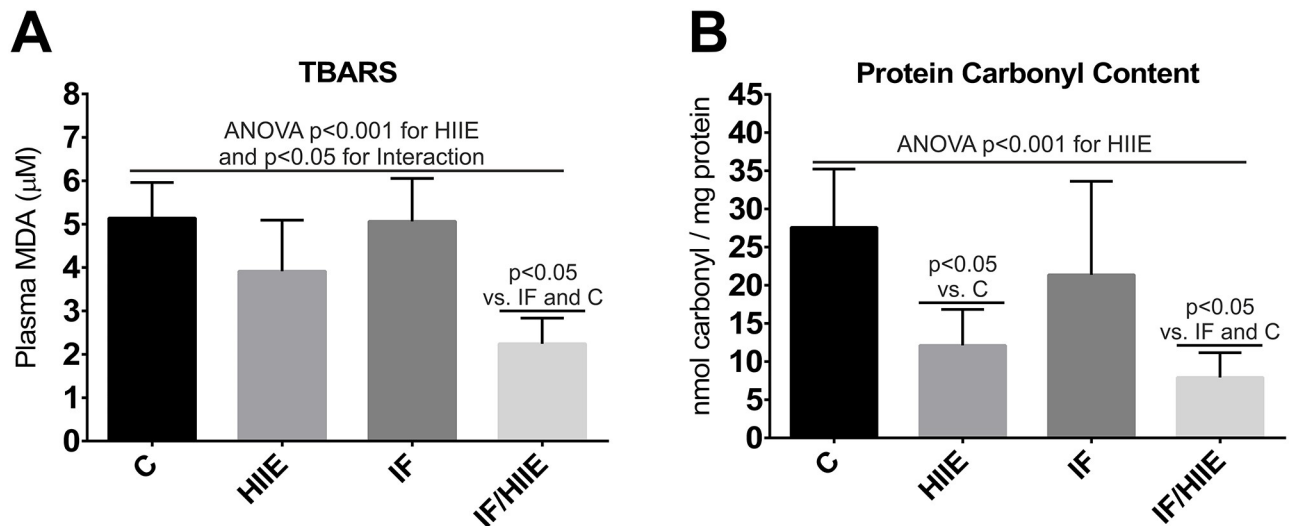 A
TBARS
Plasma MDA (μM)
8
7
6
5
4
3
2
1
0
ANOVA p<0.001 for HIIE
and p<0.05 for Interaction
p<0.05
vs. IF and C
C
HIIE
IF
IF/HIIE
B
Protein Carbonyl Content
nmol carbonyl / mg protein
45
40
35
30
25
20
15
10
5
0
ANOVA p<0.001 for HIIE
p<0.05
vs. C
p<0.05
vs. IF and C
C
HIIE
IF
IF/HIIE